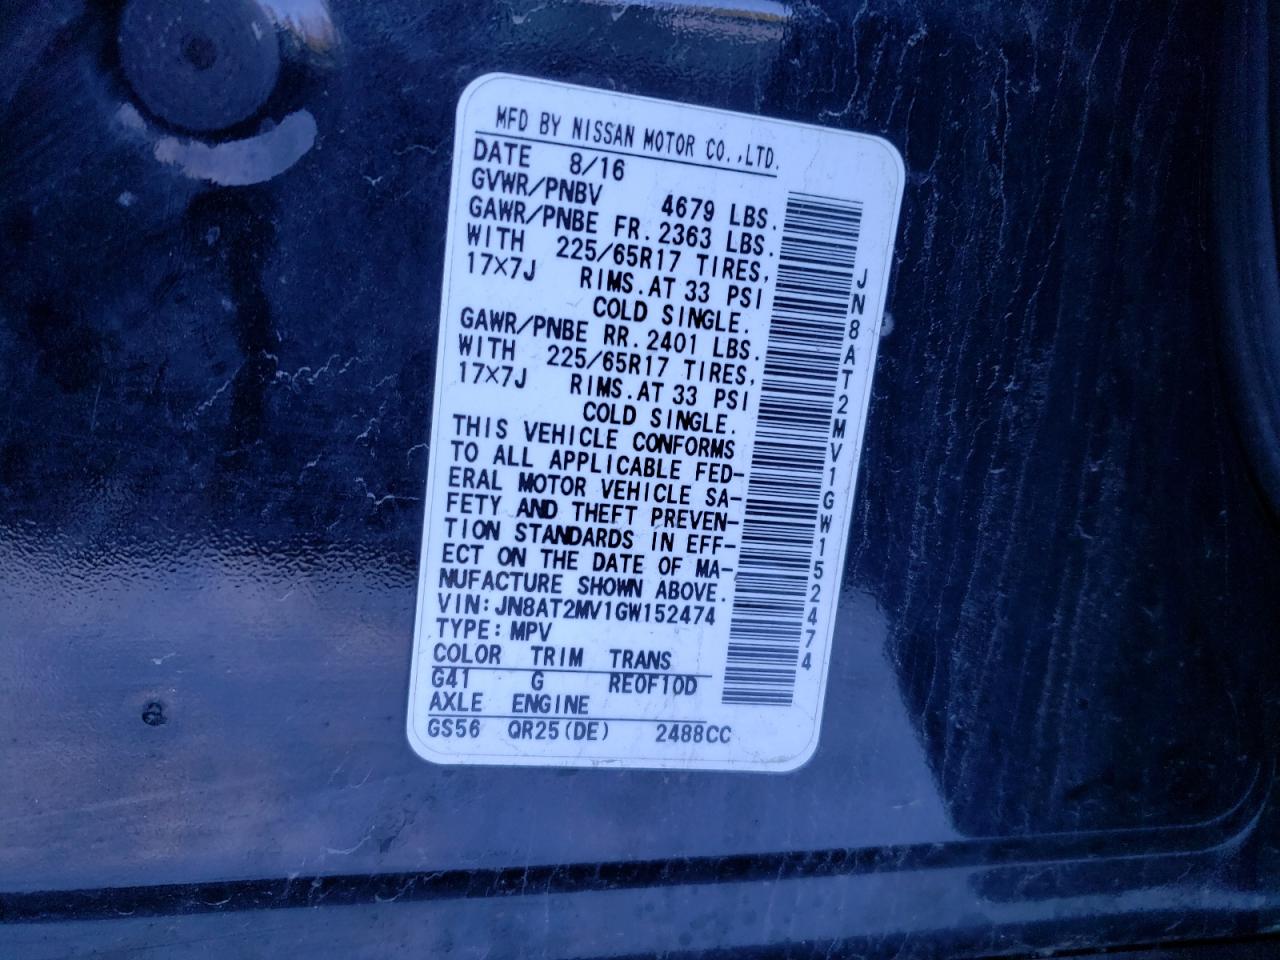 MFD BY NISSAN MOTOR CO.,LTD.
DATE 8/16
GVWR/PNBV 4679 LBS.
GAWR/PNBE FR. 2363 LBS.
WITH 225/65R17 TIRES,
17×7J RIMS. AT 33 PSI
COLD SINGLE.
GAWR/PNBE RR. 2401 LBS.
WITH 225/65R17 TIRES,
17×7J RIMS. AT 33 PSI
COLD SINGLE.
THIS VEHICLE CONFORMS
TO ALL APPLICABLE FED-
ERAL MOTOR VEHICLE SA-
FETY AND THEFT PREVEN-
TION STANDARDS IN EFF-
ECT ON THE DATE OF MA-
NUFACTURE SHOWN ABOVE.
VIN: JN8AT2MV1GW152474
TYPE: MPV
COLOR TRIM TRANS
G41 G RE0F10D
AXLE ENGINE
GS56 QR25(DE) 2488CC
JN8AT2MV1GW152474